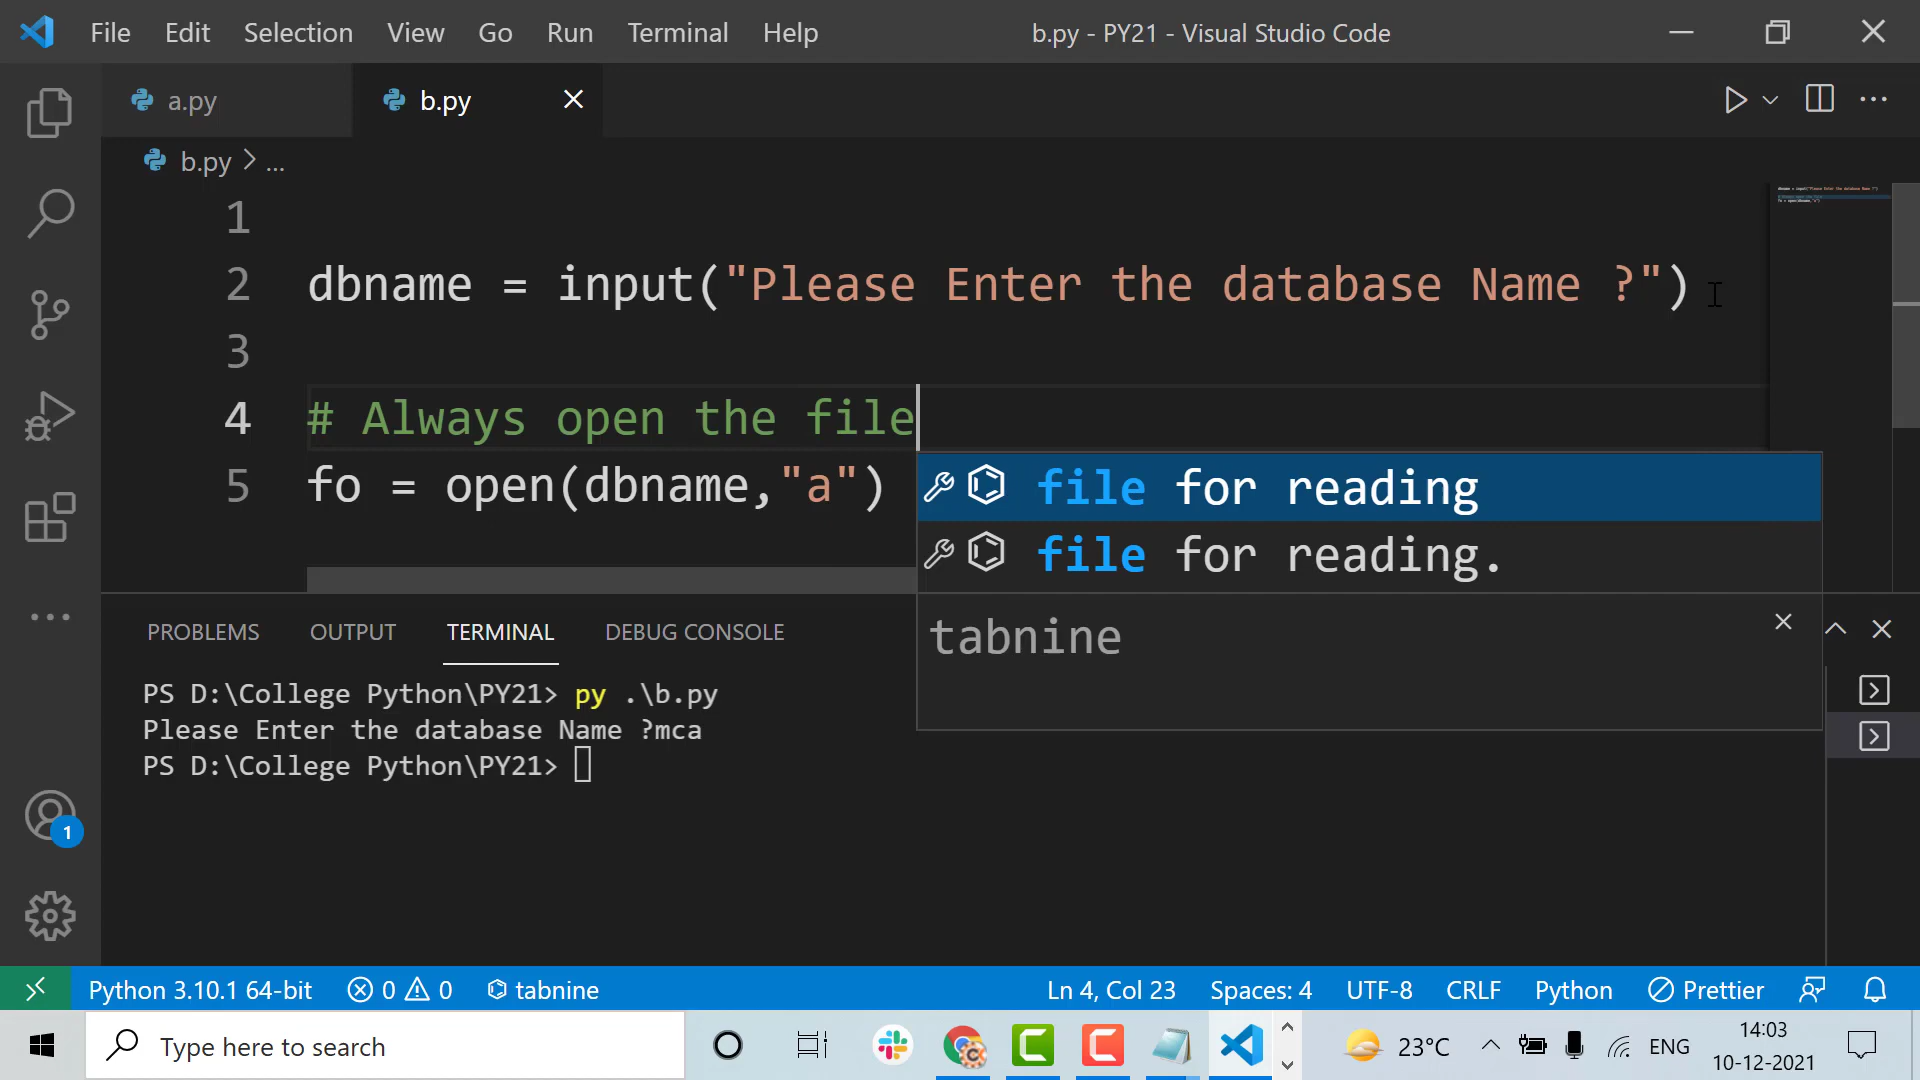 File Edit Selection View Go Run Terminal Help b.py - PY21 - Visual Studio Code
a.py b.py
b.py > ...
1
2 dbname = input("Please Enter the database Name ?")
3
4 # Always open the file
5 fo = open(dbname,"a")
file for reading
file for reading.
tabnine
PROBLEMS OUTPUT TERMINAL DEBUG CONSOLE
PS D:\College Python\PY21> py .\b.py
Please Enter the database Name ?mca
PS D:\College Python\PY21>
1
Python 3.10.1 64-bit 0 0 tabnine Ln 4, Col 23 Spaces: 4 UTF-8 CRLF Python Prettier
Type here to search 23°C ENG 14:03
10-12-2021